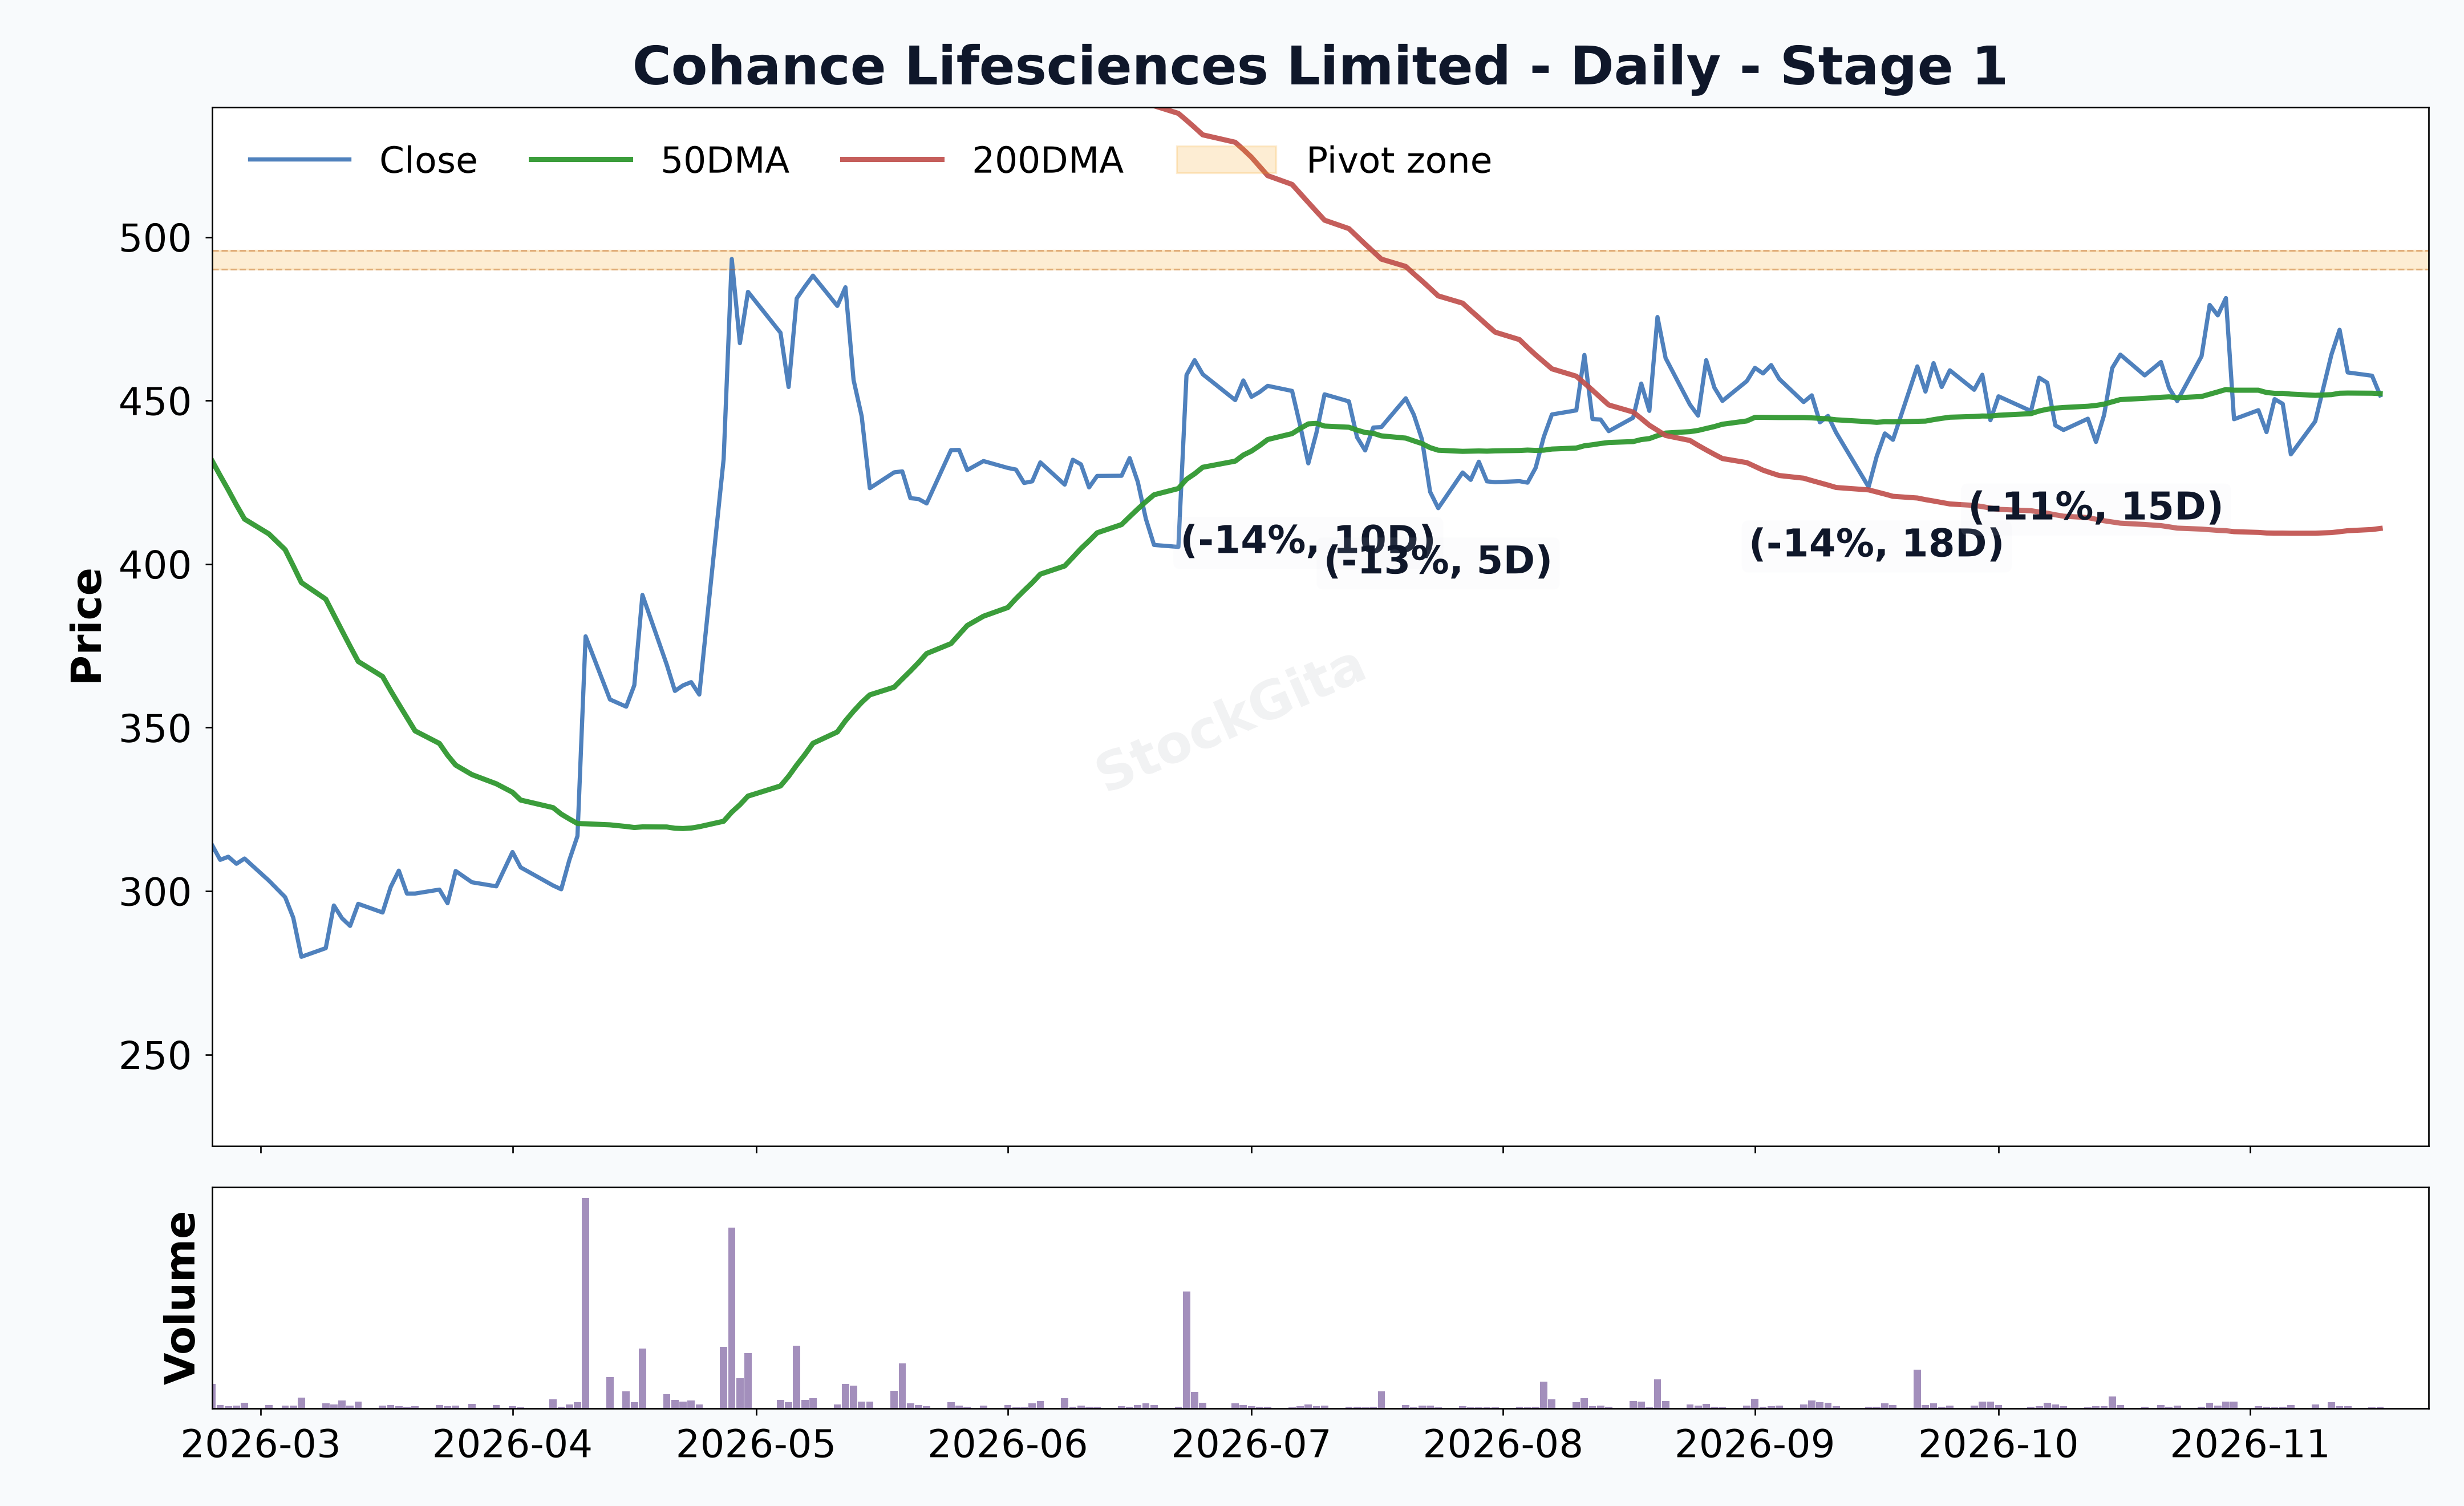 Cohance Lifesciences Limited - Daily - Stage 1
Close 50DMA 200DMA Pivot zone
500
450
400
350
300
250
Price
(-14%, 10D)
(-13%, 5D)
(-14%, 18D)
(-11%, 15D)
StockGita
Volume
2026-03 2026-04 2026-05 2026-06 2026-07 2026-08 2026-09 2026-10 2026-11